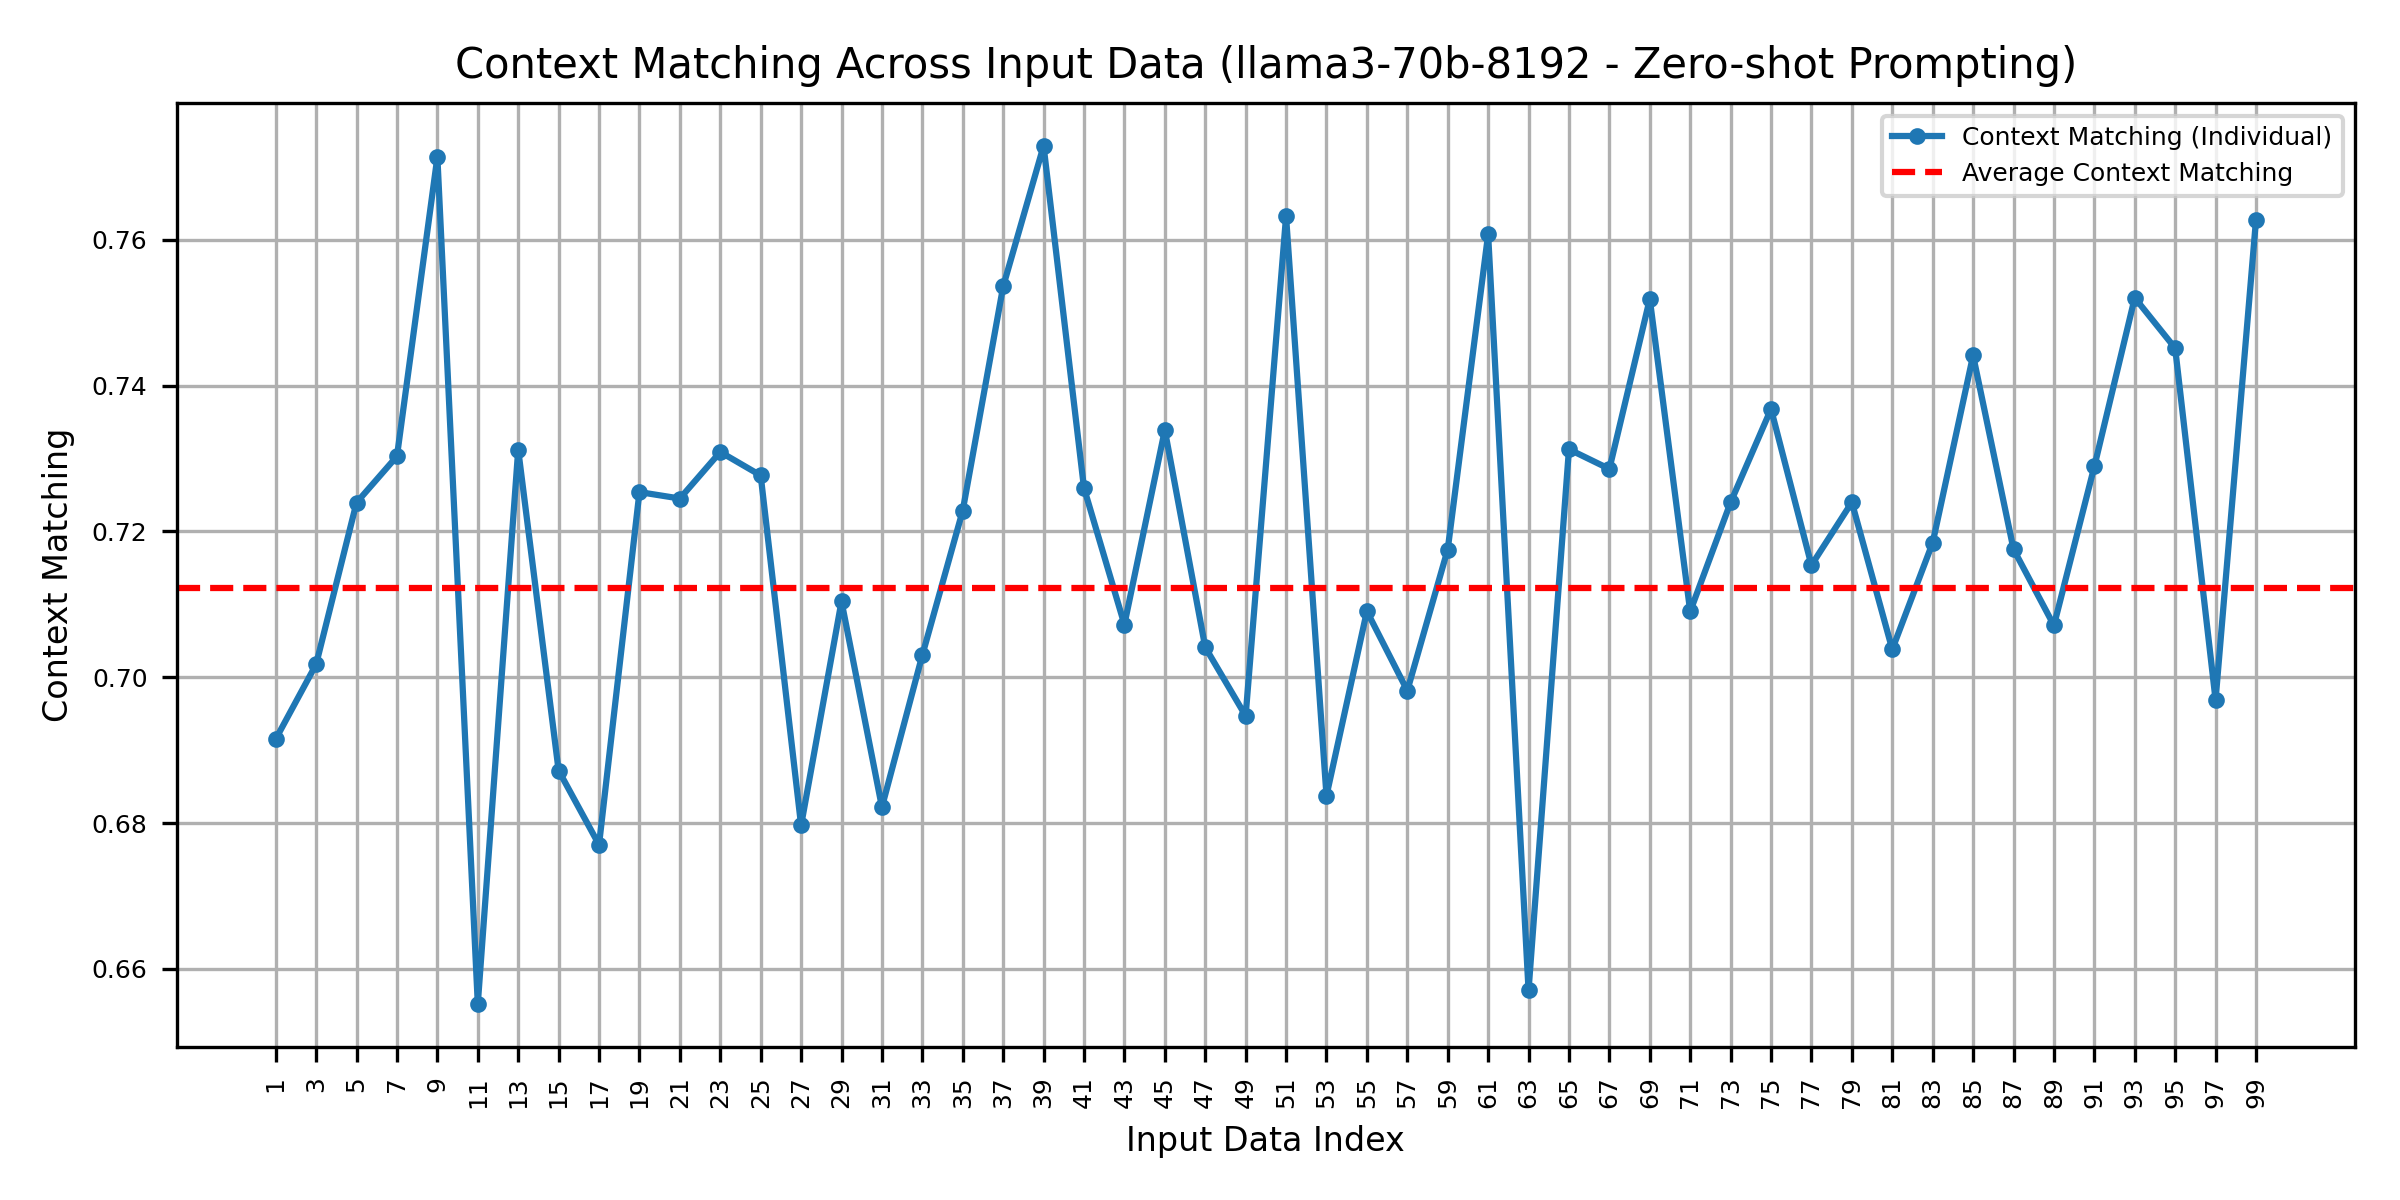 Context Matching Across Input Data (llama3-70b-8192 - Zero-shot Prompting)
Context Matching (Individual)
Average Context Matching
Context Matching
0.76
0.74
0.72
0.70
0.68
0.66
1 3 5 7 9 11 13 15 17 19 21 23 25 27 29 31 33 35 37 39 41 43 45 47 49 51 53 55 57 59 61 63 65 67 69 71 73 75 77 79 81 83 85 87 89 91 93 95 97 99
Input Data Index